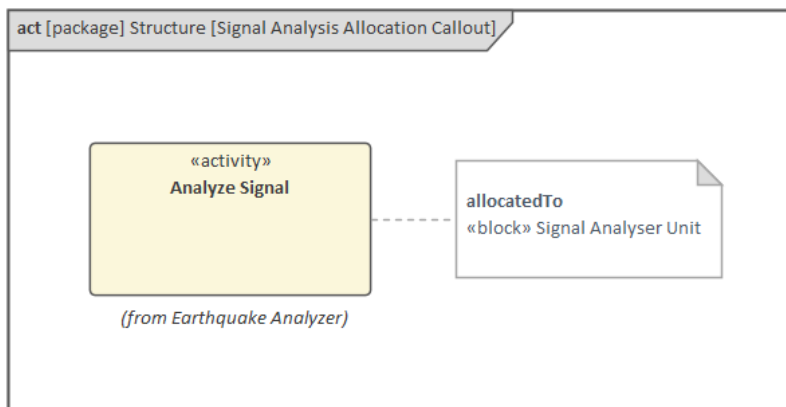 act [package] Structure [Signal Analysis Allocation Callout]
«activity»
Analyze Signal
allocatedTo
«block» Signal Analyser Unit
(from Earthquake Analyzer)